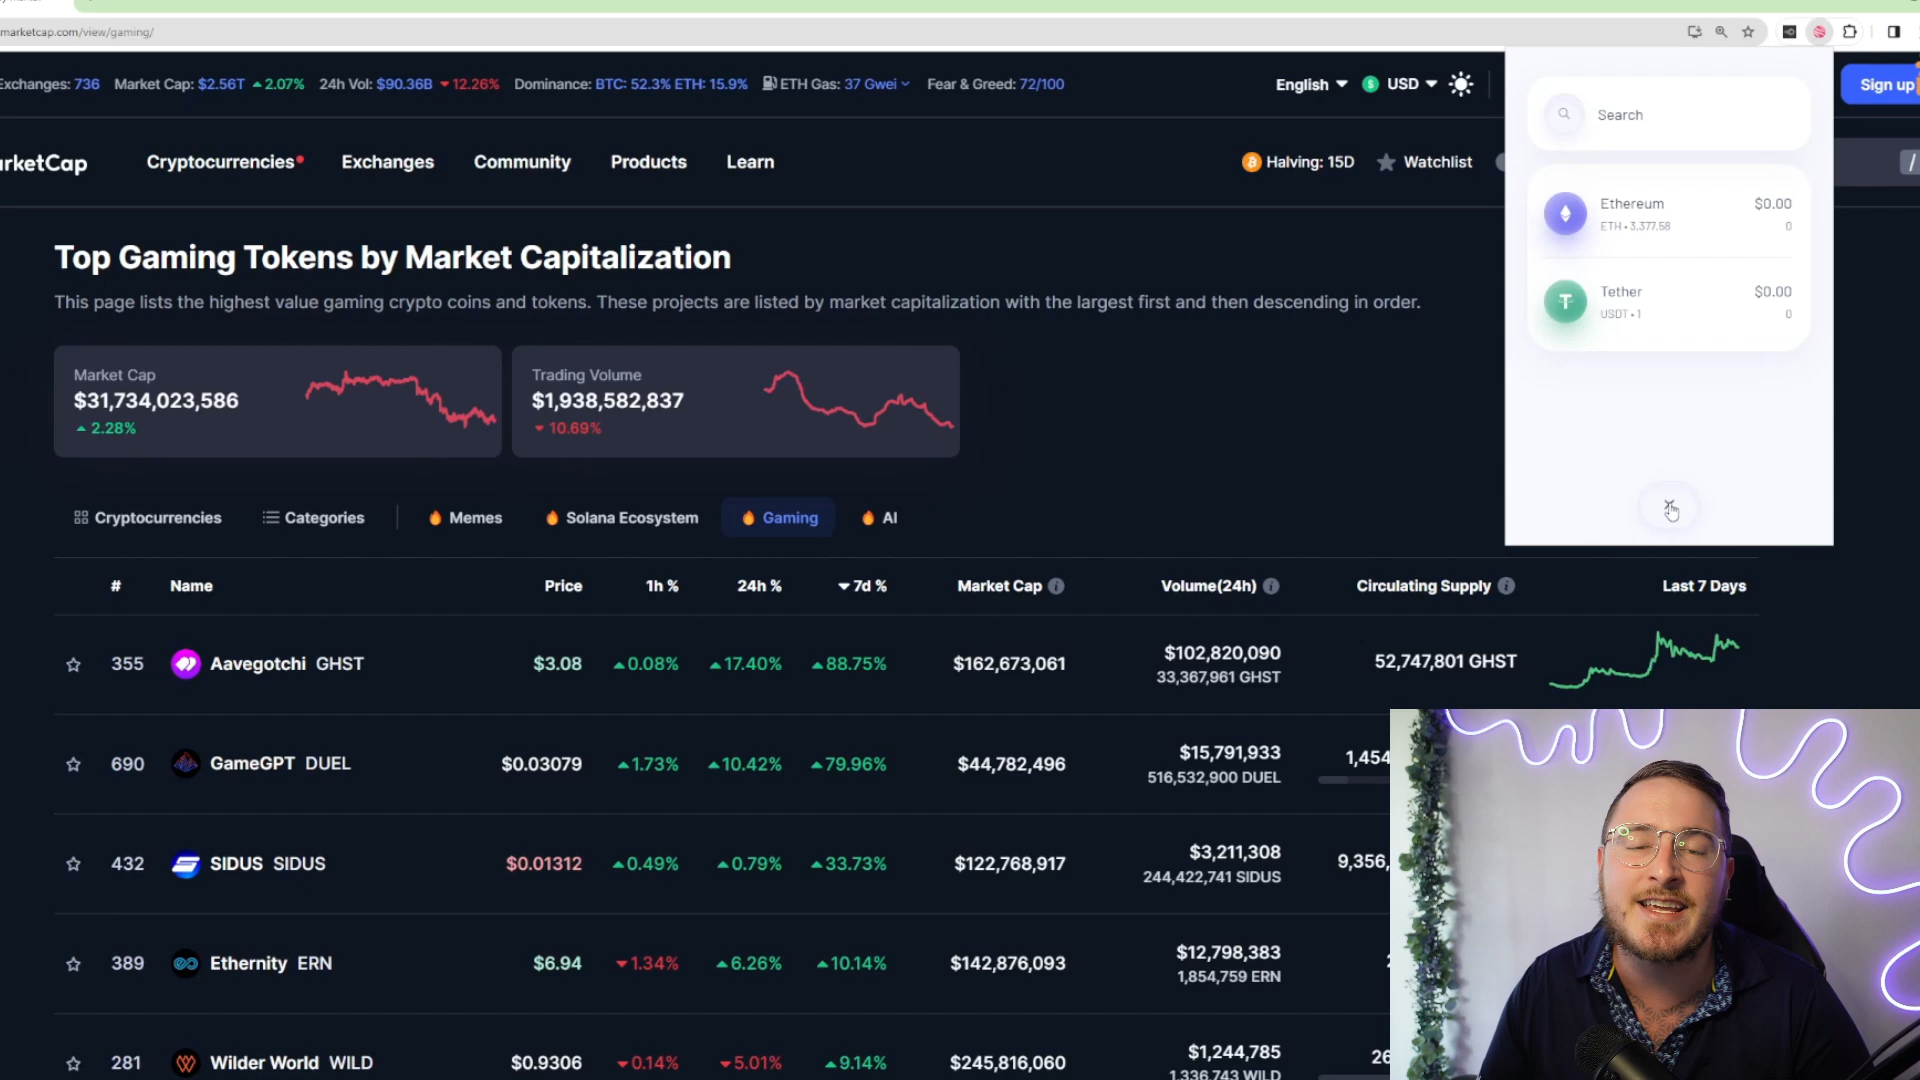 marketcap.com/view/gaming/
Exchanges: 736 Market Cap: $2.56T 2.07% 24h Vol: $90.36B 12.26% Dominance: BTC: 52.3% ETH: 15.9% ETH Gas: 37 Gwei Fear & Greed: 72/100
English USD
Sign up
rketCap Cryptocurrencies Exchanges Community Products Learn
Halving: 15D Watchlist
/
Search
Ethereum $0.00
ETH • 3,377.58 0
Tether $0.00
USDT • 1 0
Top Gaming Tokens by Market Capitalization
This page lists the highest value gaming crypto coins and tokens. These projects are listed by market capitalization with the largest first and then descending in order.
Market Cap
$31,734,023,586
2.28%
Trading Volume
$1,938,582,837
10.69%
Cryptocurrencies Categories Memes Solana Ecosystem Gaming AI
# Name Price 1h % 24h % 7d % Market Cap Volume(24h) Circulating Supply Last 7 Days
355 Aavegotchi GHST $3.08 0.08% 17.40% 88.75% $162,673,061 $102,820,090 52,747,801 GHST
33,367,961 GHST
690 GameGPT DUEL $0.03079 1.73% 10.42% 79.96% $44,782,496 $15,791,933 1,454
516,532,900 DUEL
432 SIDUS SIDUS $0.01312 0.49% 0.79% 33.73% $122,768,917 $3,211,308 9,356,
244,422,741 SIDUS
389 Ethernity ERN $6.94 1.34% 6.26% 10.14% $142,876,093 $12,798,383
1,854,759 ERN
281 Wilder World WILD $0.9306 0.14% 5.01% 9.14% $245,816,060 $1,244,785 26
1,336,743 WILD